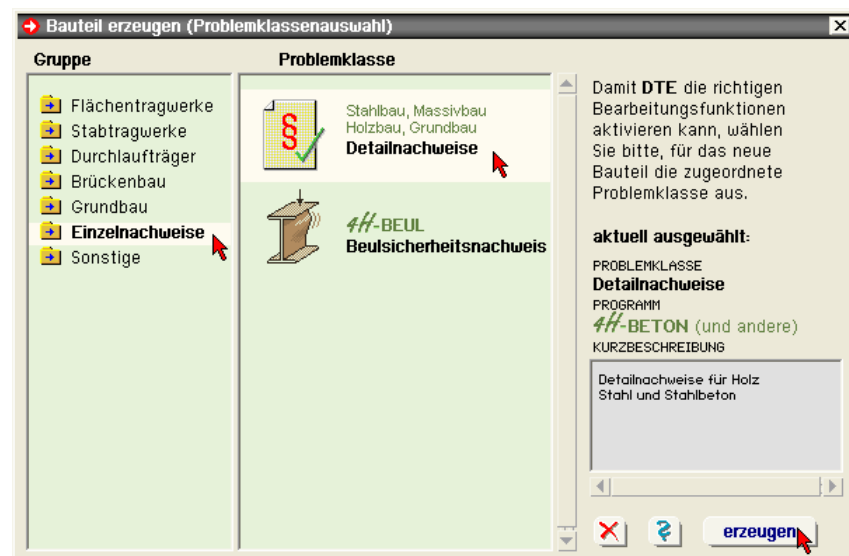 Bauteil erzeugen (Problemklassenauswahl)
Gruppe
Flächentragwerke
Stabtragwerke
Durchlaufträger
Brückenbau
Grundbau
Einzelnachweise
Sonstige
Problemklasse
§
Stahlbau, Massivbau
Holzbau, Grundbau
Detailnachweise
4H-BEUL
Beulsicherheitsnachweis
Damit DTE die richtigen
Bearbeitungsfunktionen
aktivieren kann, wählen
Sie bitte, für das neue
Bauteil die zugeordnete
Problemklasse aus.
aktuell ausgewählt:
PROBLEMKLASSE
Detailnachweise
PROGRAMM
4H-BETON (und andere)
KURZBESCHREIBUNG
Detailnachweise für Holz
Stahl und Stahlbeton
erzeugen